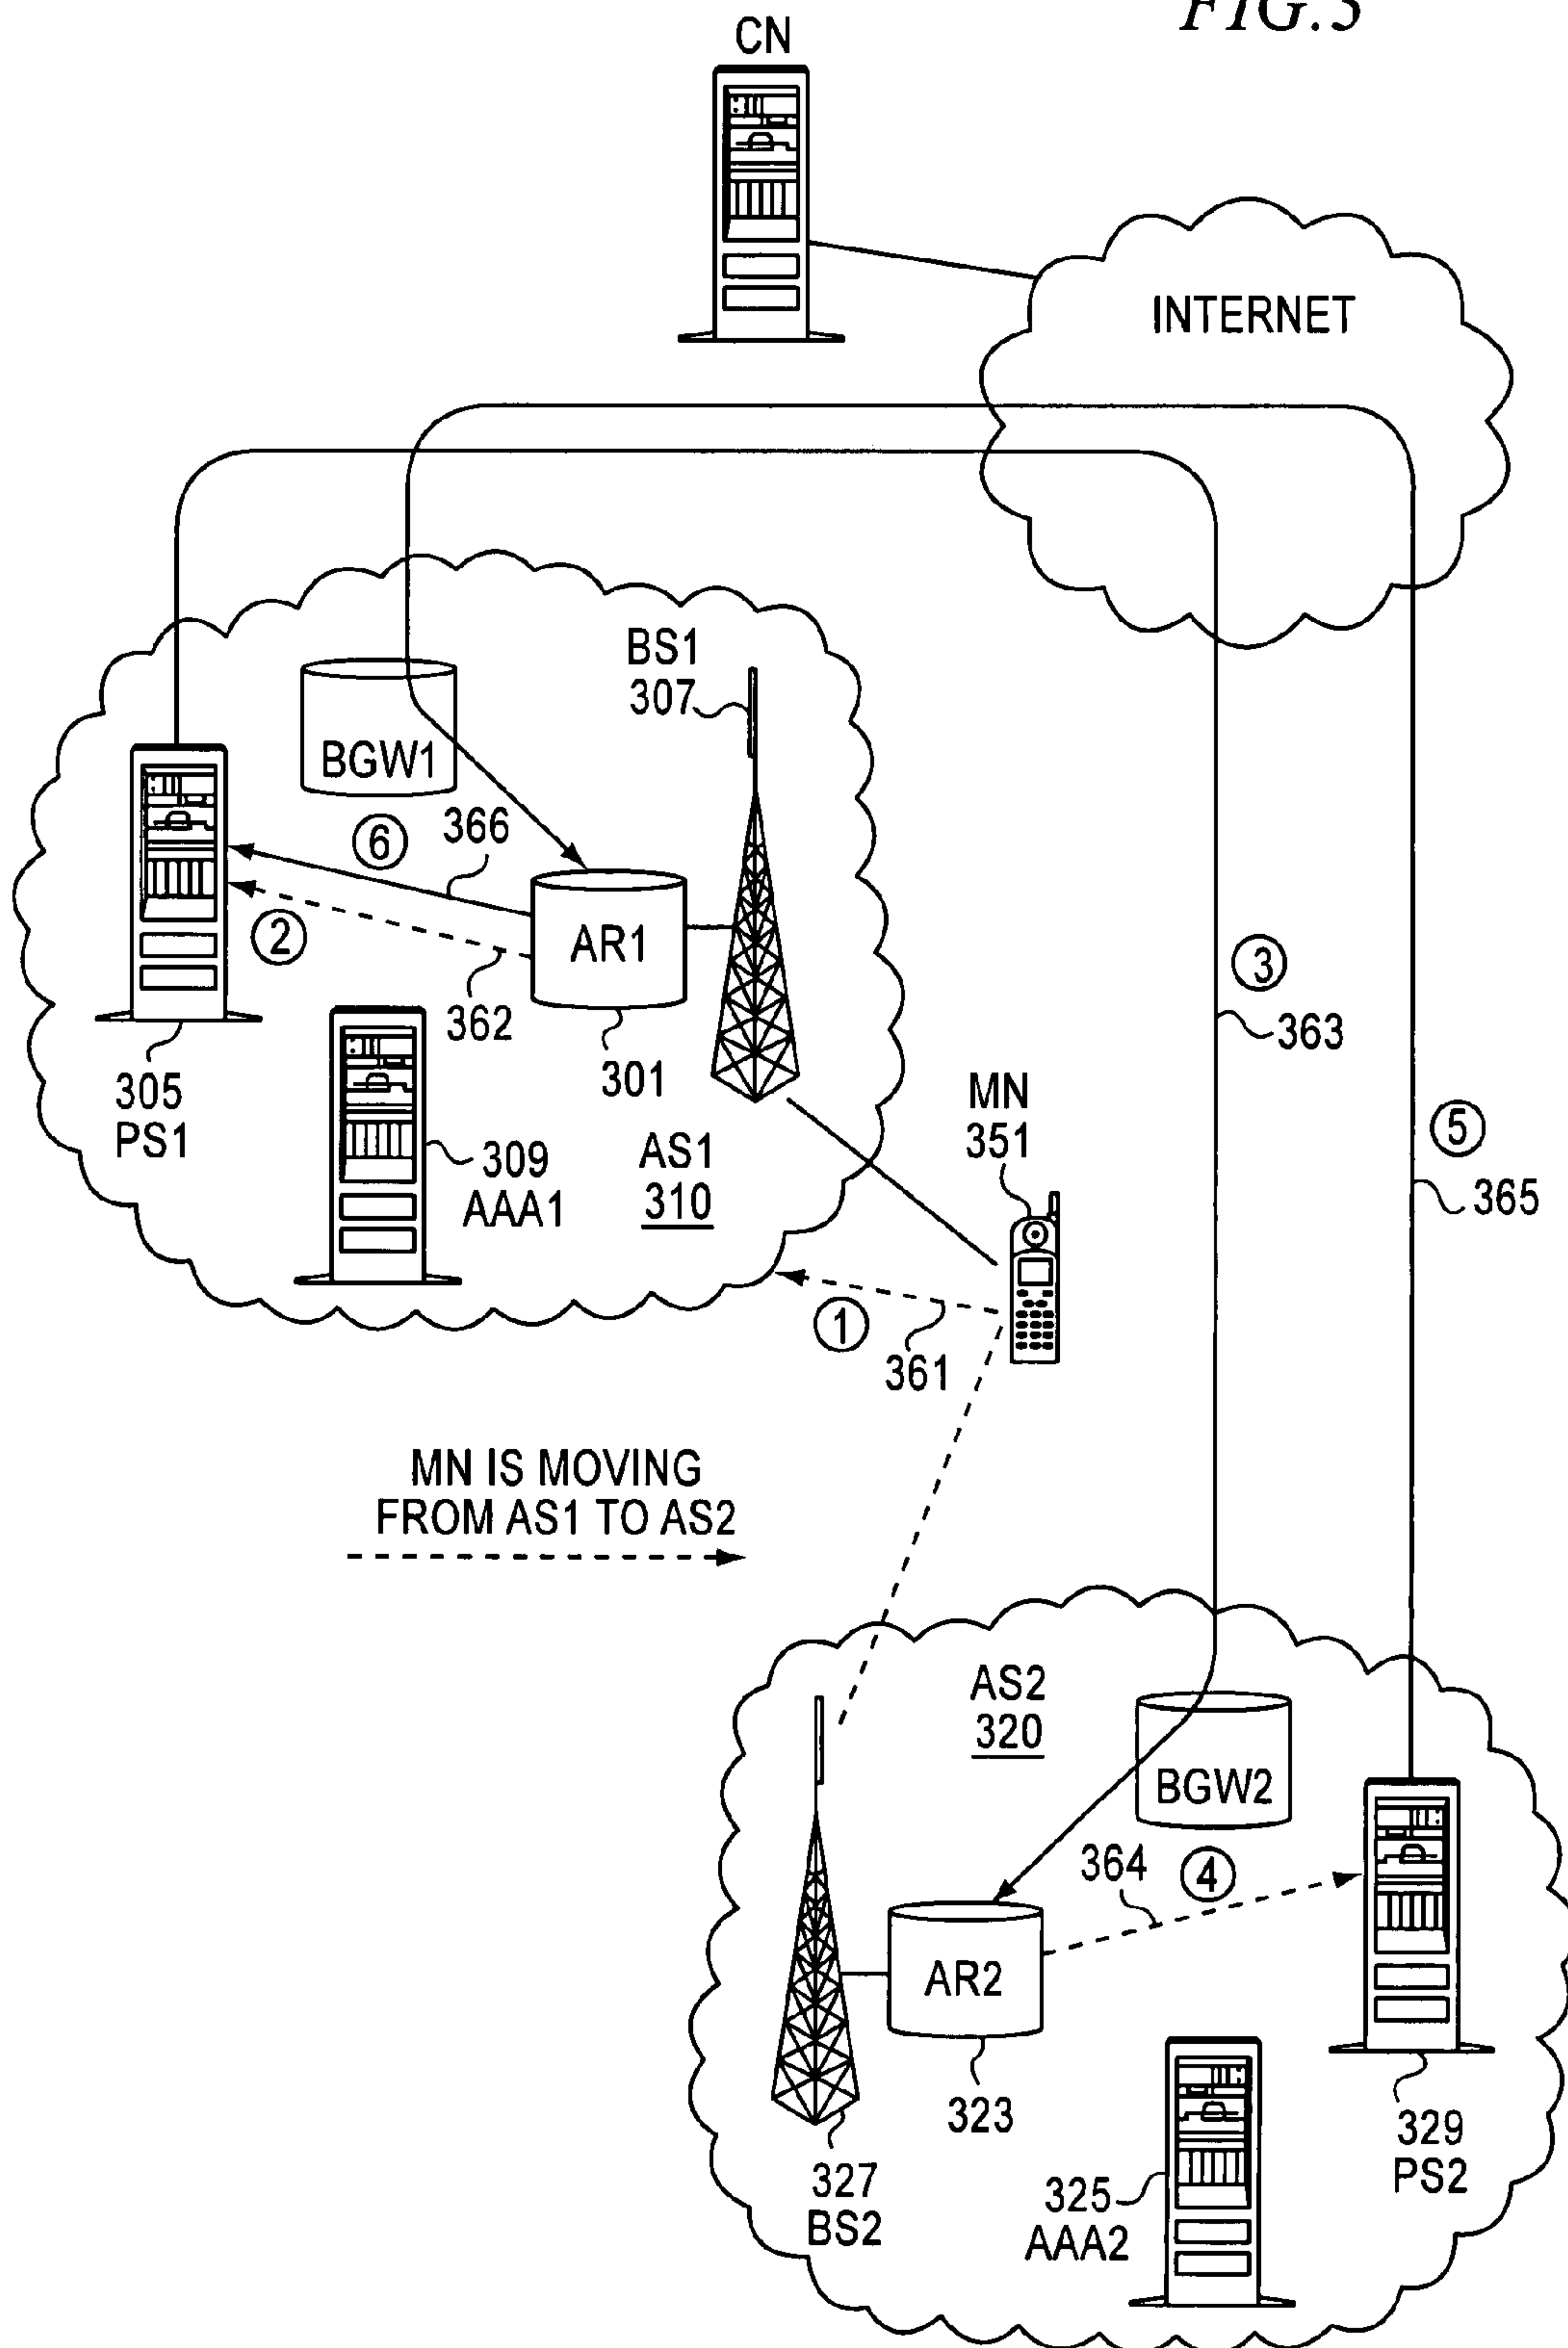 FIG.3
CN
INTERNET
BS1
307
BGW1
6
366
2
AR1
362
301
305
PS1
309
AAA1
AS1
310
3
363
MN
351
5
365
1
361
MN IS MOVING
FROM AS1 TO AS2
AS2
320
BGW2
364
4
AR2
323
327
BS2
325
AAA2
329
PS2